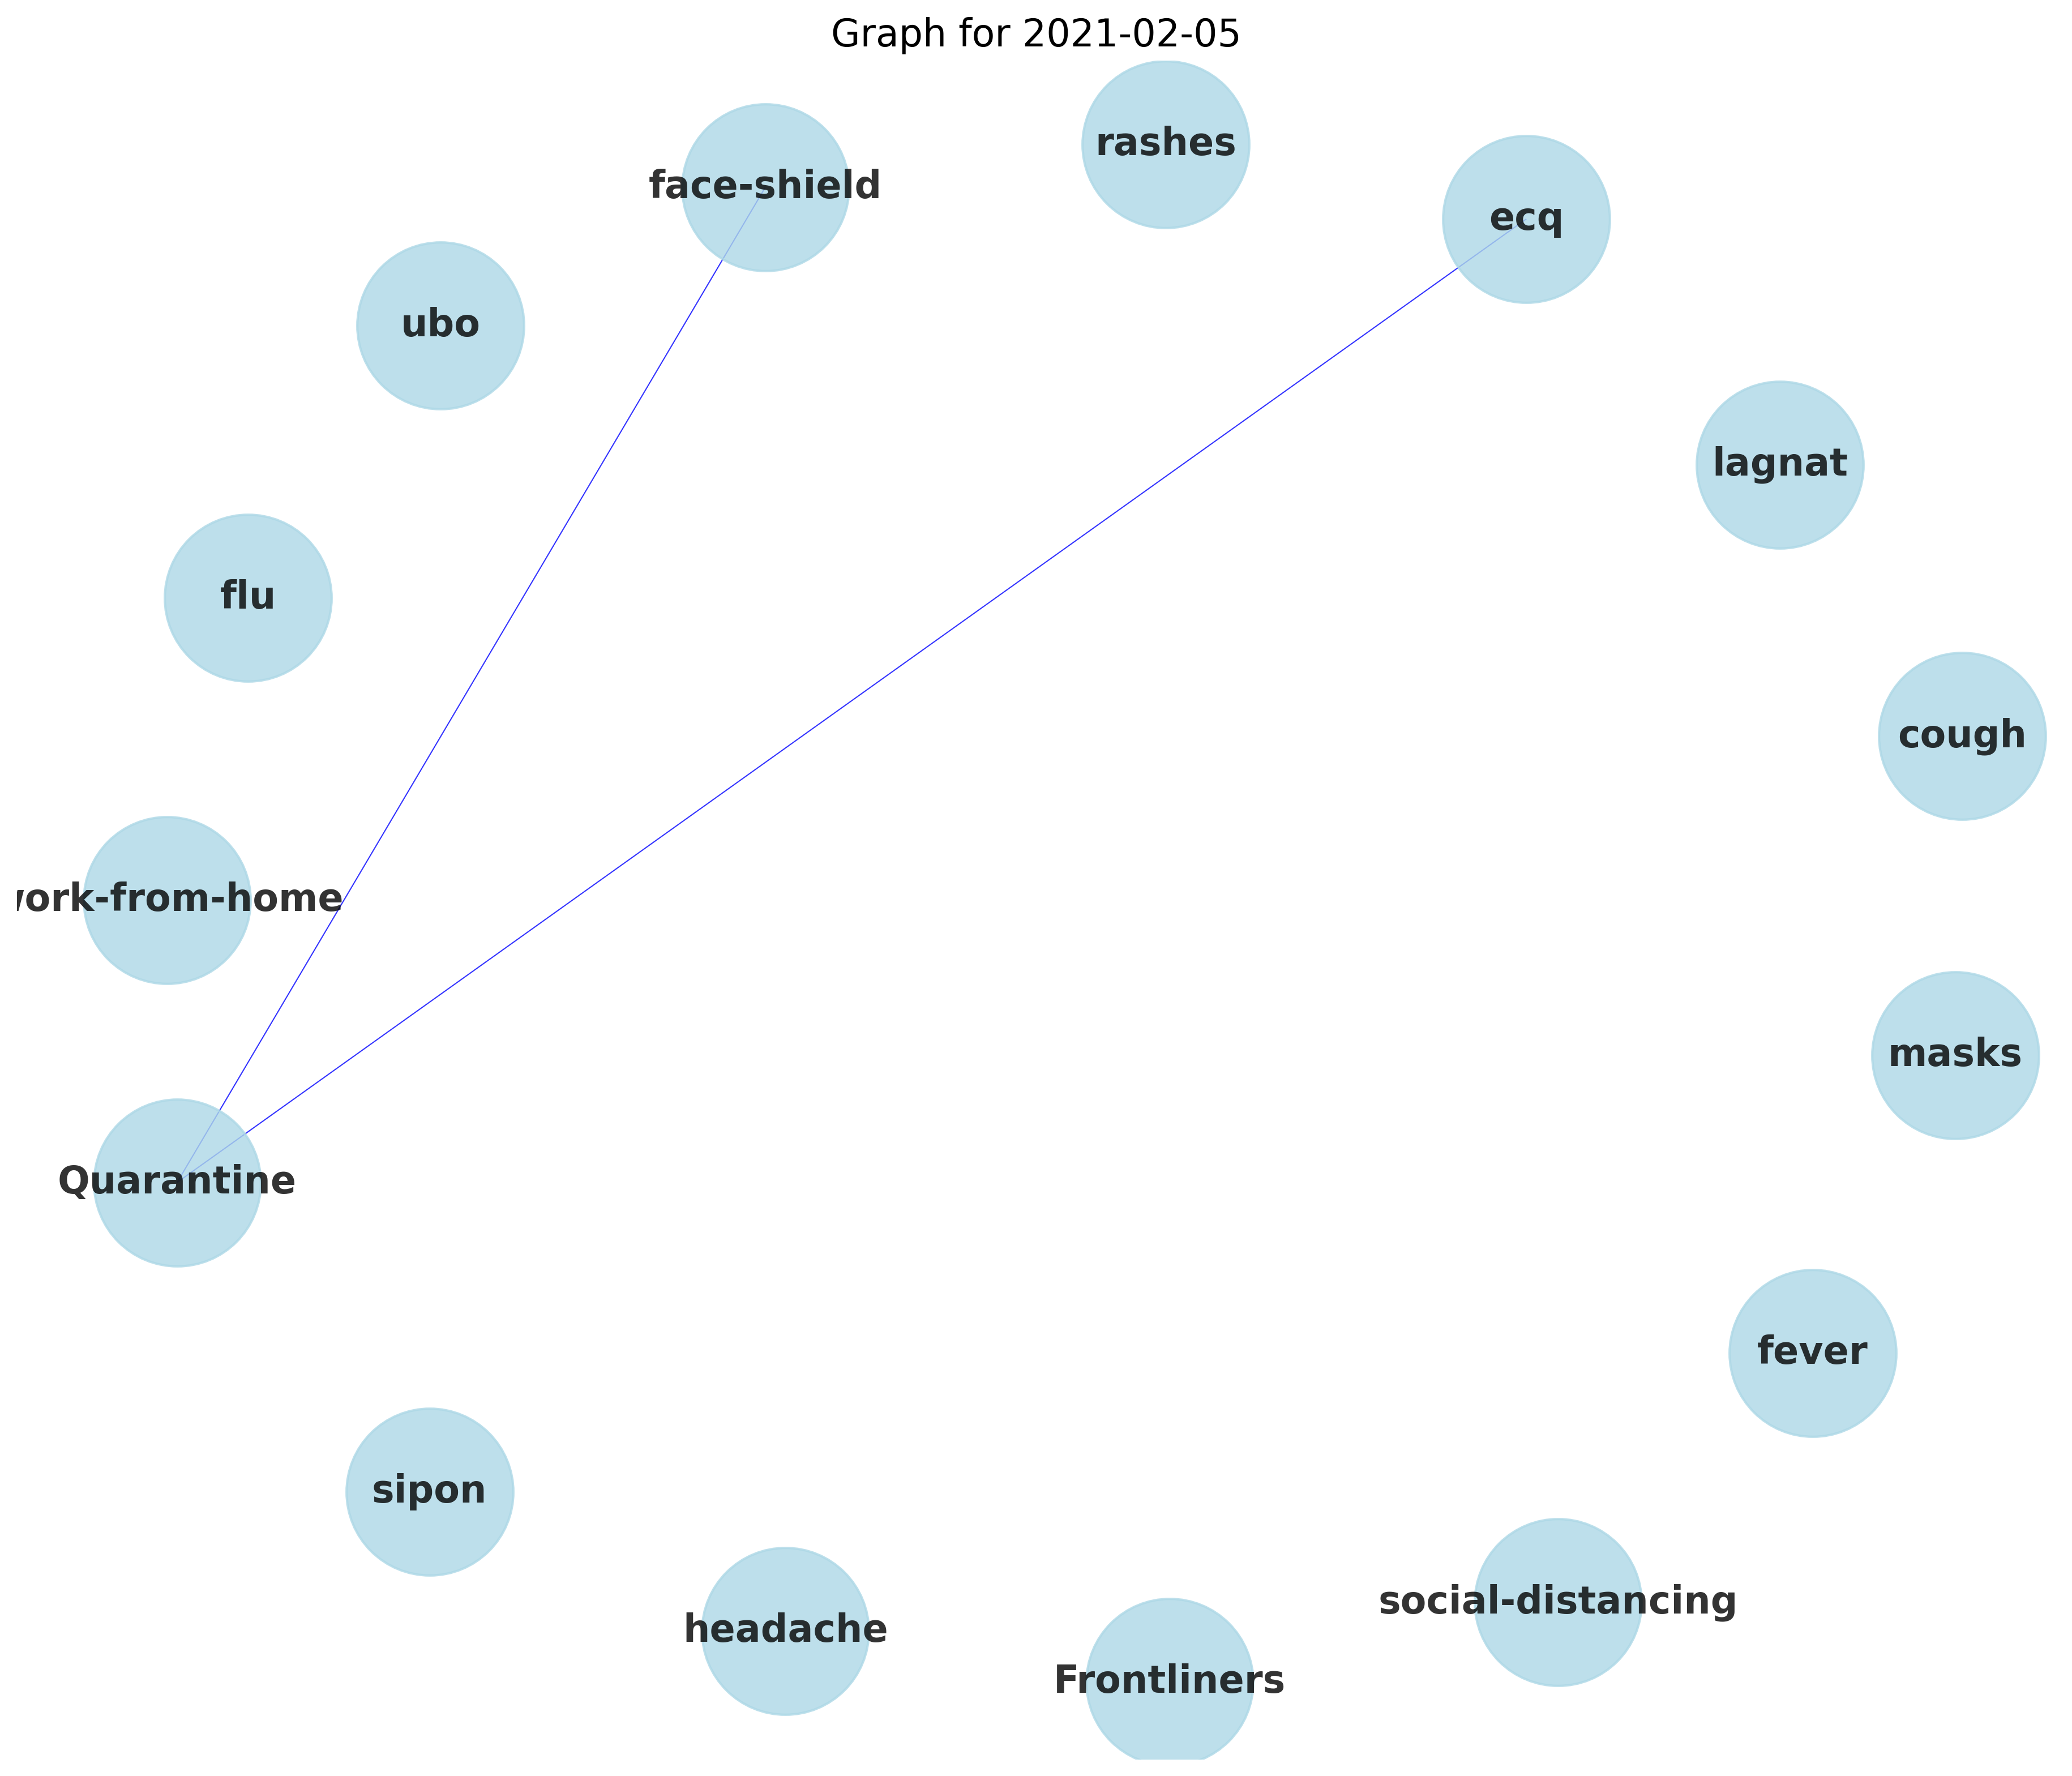 Graph for 2021-02-05
rashes
face-shield
ecq
ubo
lagnat
flu
cough
ork-from-home
masks
Quarantine
fever
sipon
social-distancing
headache
Frontliners